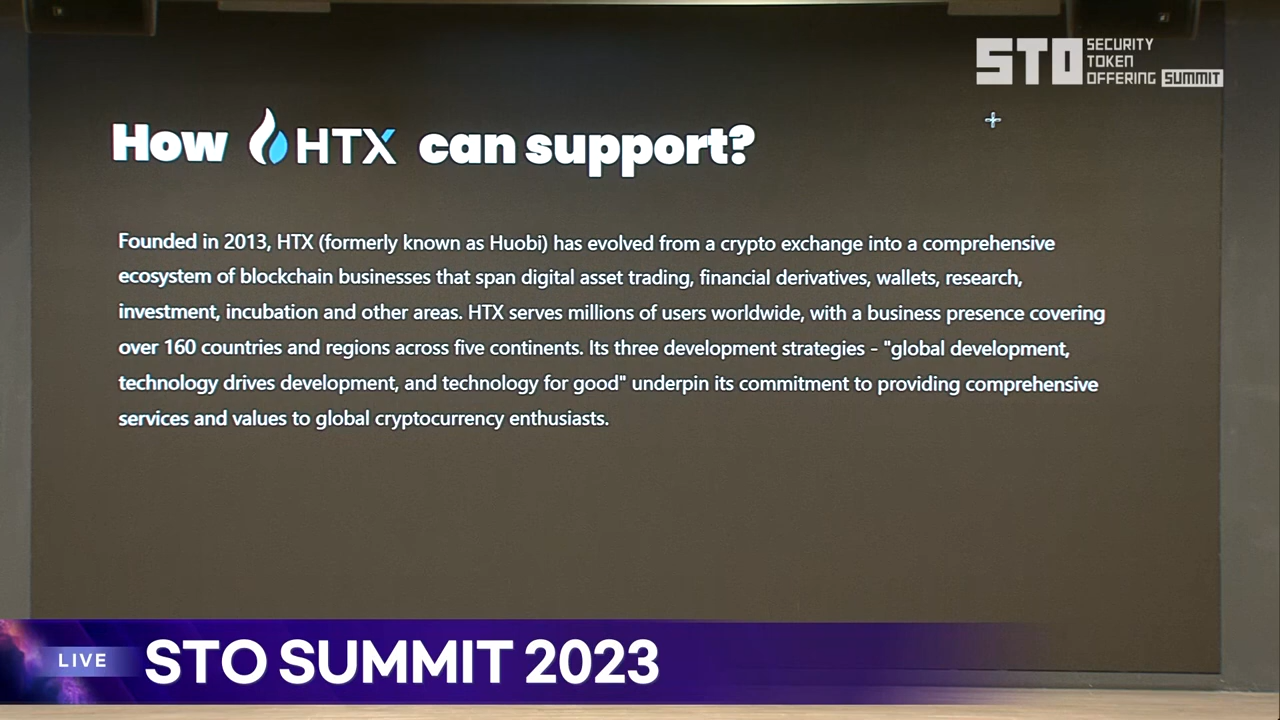 STO SECURITY
TOKEN
OFFERING SUMMIT
How HTX can support?
Founded in 2013, HTX (formerly known as Huobi) has evolved from a crypto exchange into a comprehensive
ecosystem of blockchain businesses that span digital asset trading, financial derivatives, wallets, research,
investment, incubation and other areas. HTX serves millions of users worldwide, with a business presence covering
over 160 countries and regions across five continents. Its three development strategies - "global development,
technology drives development, and technology for good" underpin its commitment to providing comprehensive
services and values to global cryptocurrency enthusiasts.
LIVE STO SUMMIT 2023